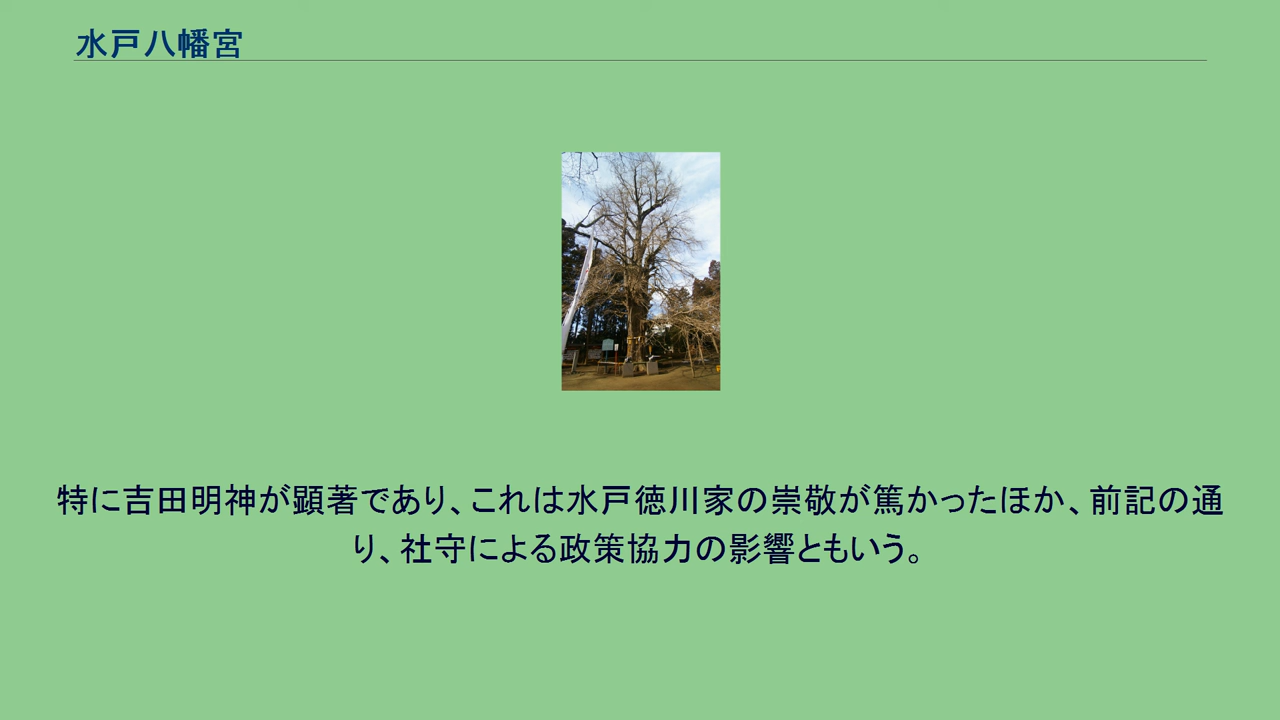 水戸八幡宮
特に吉田明神が顕著であり、これは水戸徳川家の崇敬が篤かったほか、前記の通
り、社守による政策協力の影響ともいう。